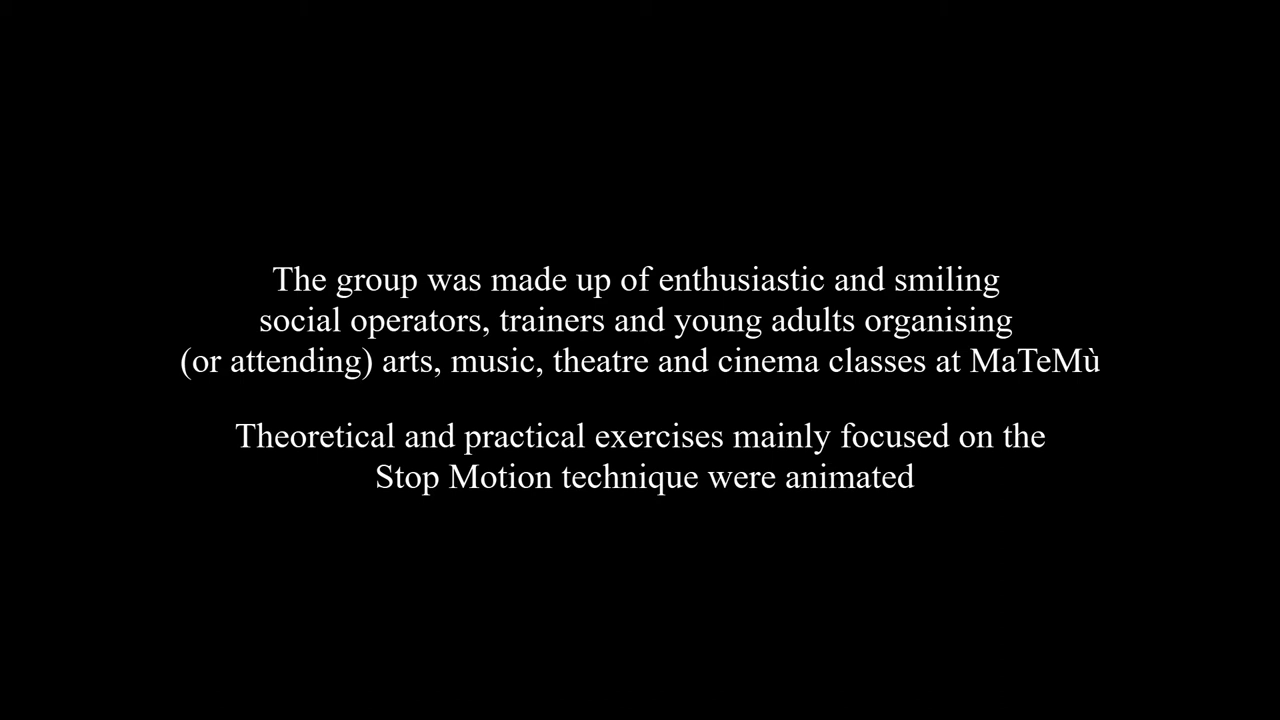 The group was made up of enthusiastic and smiling
social operators, trainers and young adults organising
(or attending) arts, music, theatre and cinema classes at MaTeMù
Theoretical and practical exercises mainly focused on the
Stop Motion technique were animated